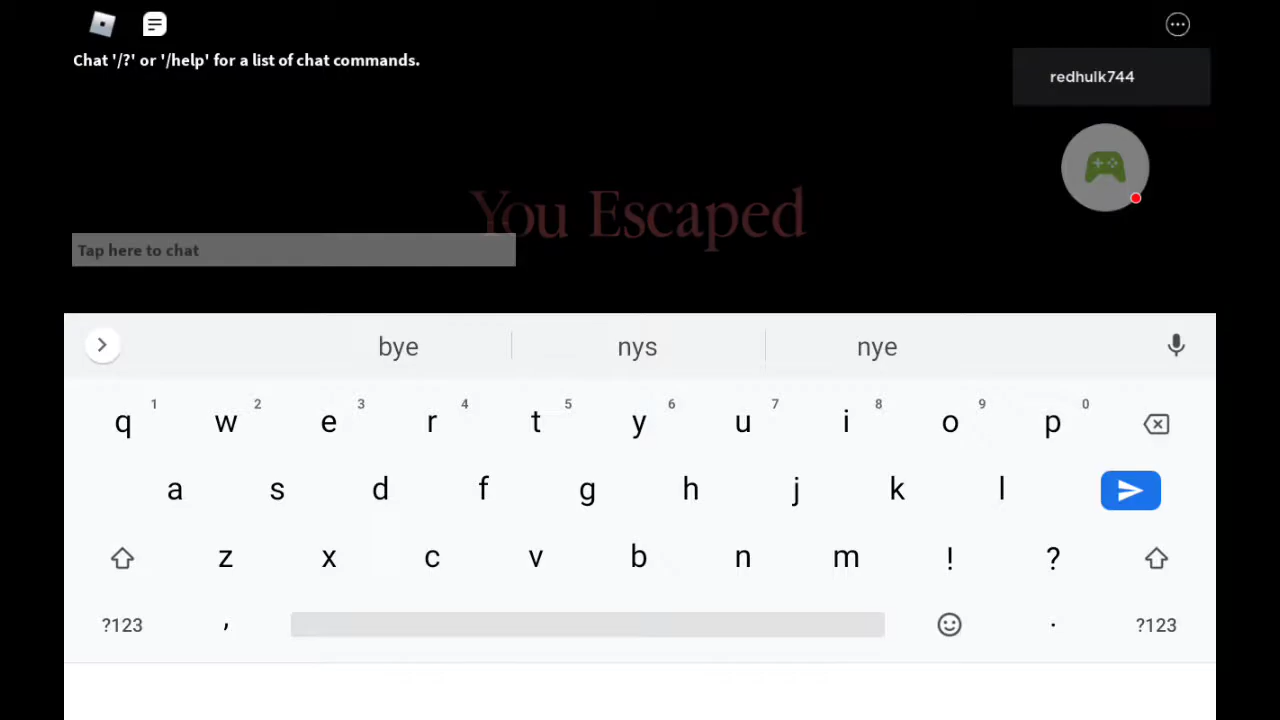 Chat '/?' or '/help' for a list of chat commands.
redhulk744
You Escaped
Tap here to chat
bye nys nye
1 2 3 4 5 6 7 8 9 0
q w e r t y u i o p
a s d f g h j k l
z x c v b n m ! ?
?123 , . ?123